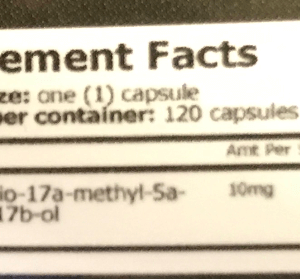 ement Facts
ze: one (1) capsule
er container: 120 capsules
Amt Per
io-17a-methyl-5a- 10mg
17b-ol